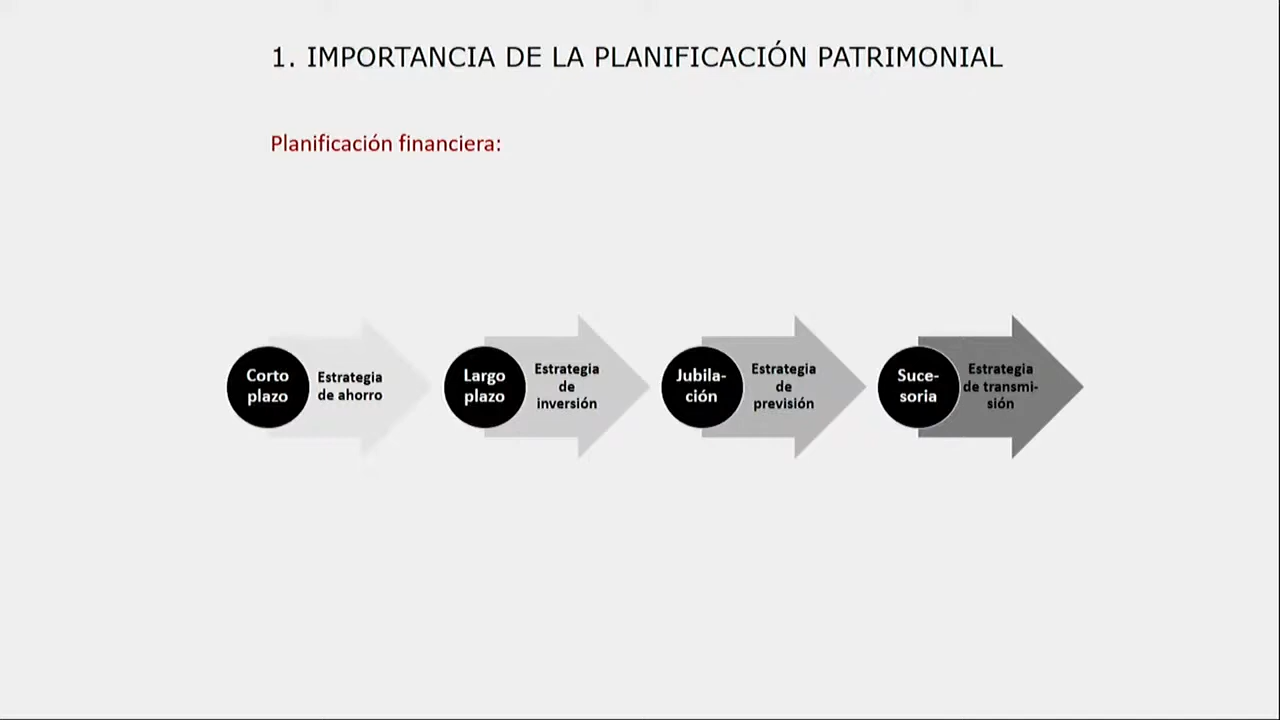 1. IMPORTANCIA DE LA PLANIFICACIÓN PATRIMONIAL
Planificación financiera:
Corto
plazo
Estrategia
de ahorro
Largo
plazo
Estrategia
de
inversión
Jubila-
ción
Estrategia
de
previsión
Suce-
soria
Estrategia
de transmi-
sión